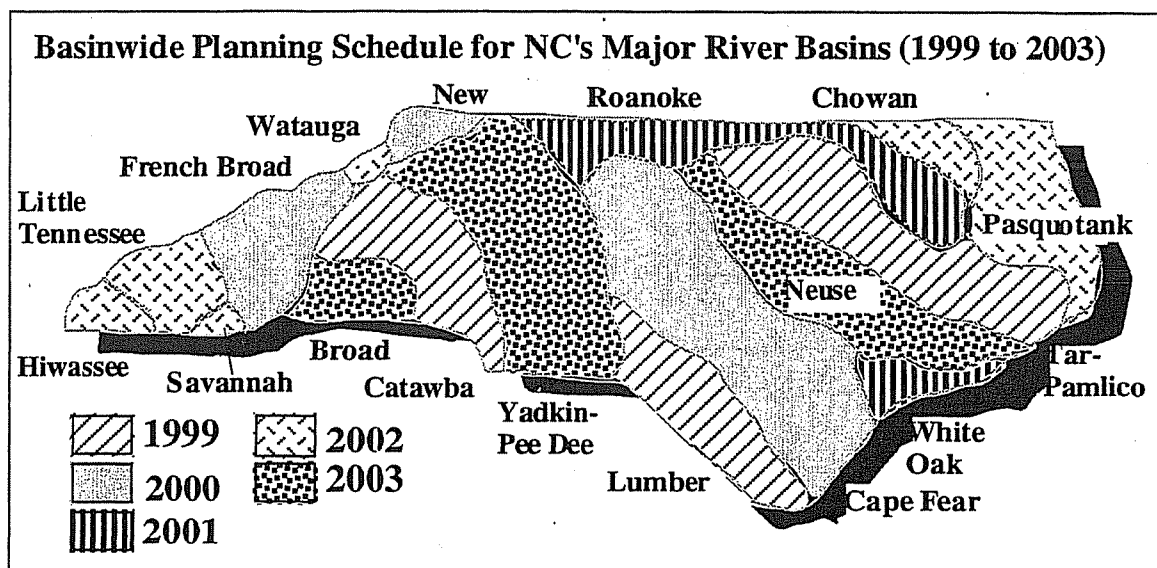 Basinwide Planning Schedule for NC's Major River Basins (1999 to 2003)
New
Roanoke
Chowan
Watauga
French Broad
Little
Tennessee
Pasquotank
Neuse
Hiwassee
Savannah
Broad
Catawba
Yadkin-
Pee Dee
Lumber
Tar-
Pamlico
White
Oak
Cape Fear
1999
2000
2001
2002
2003